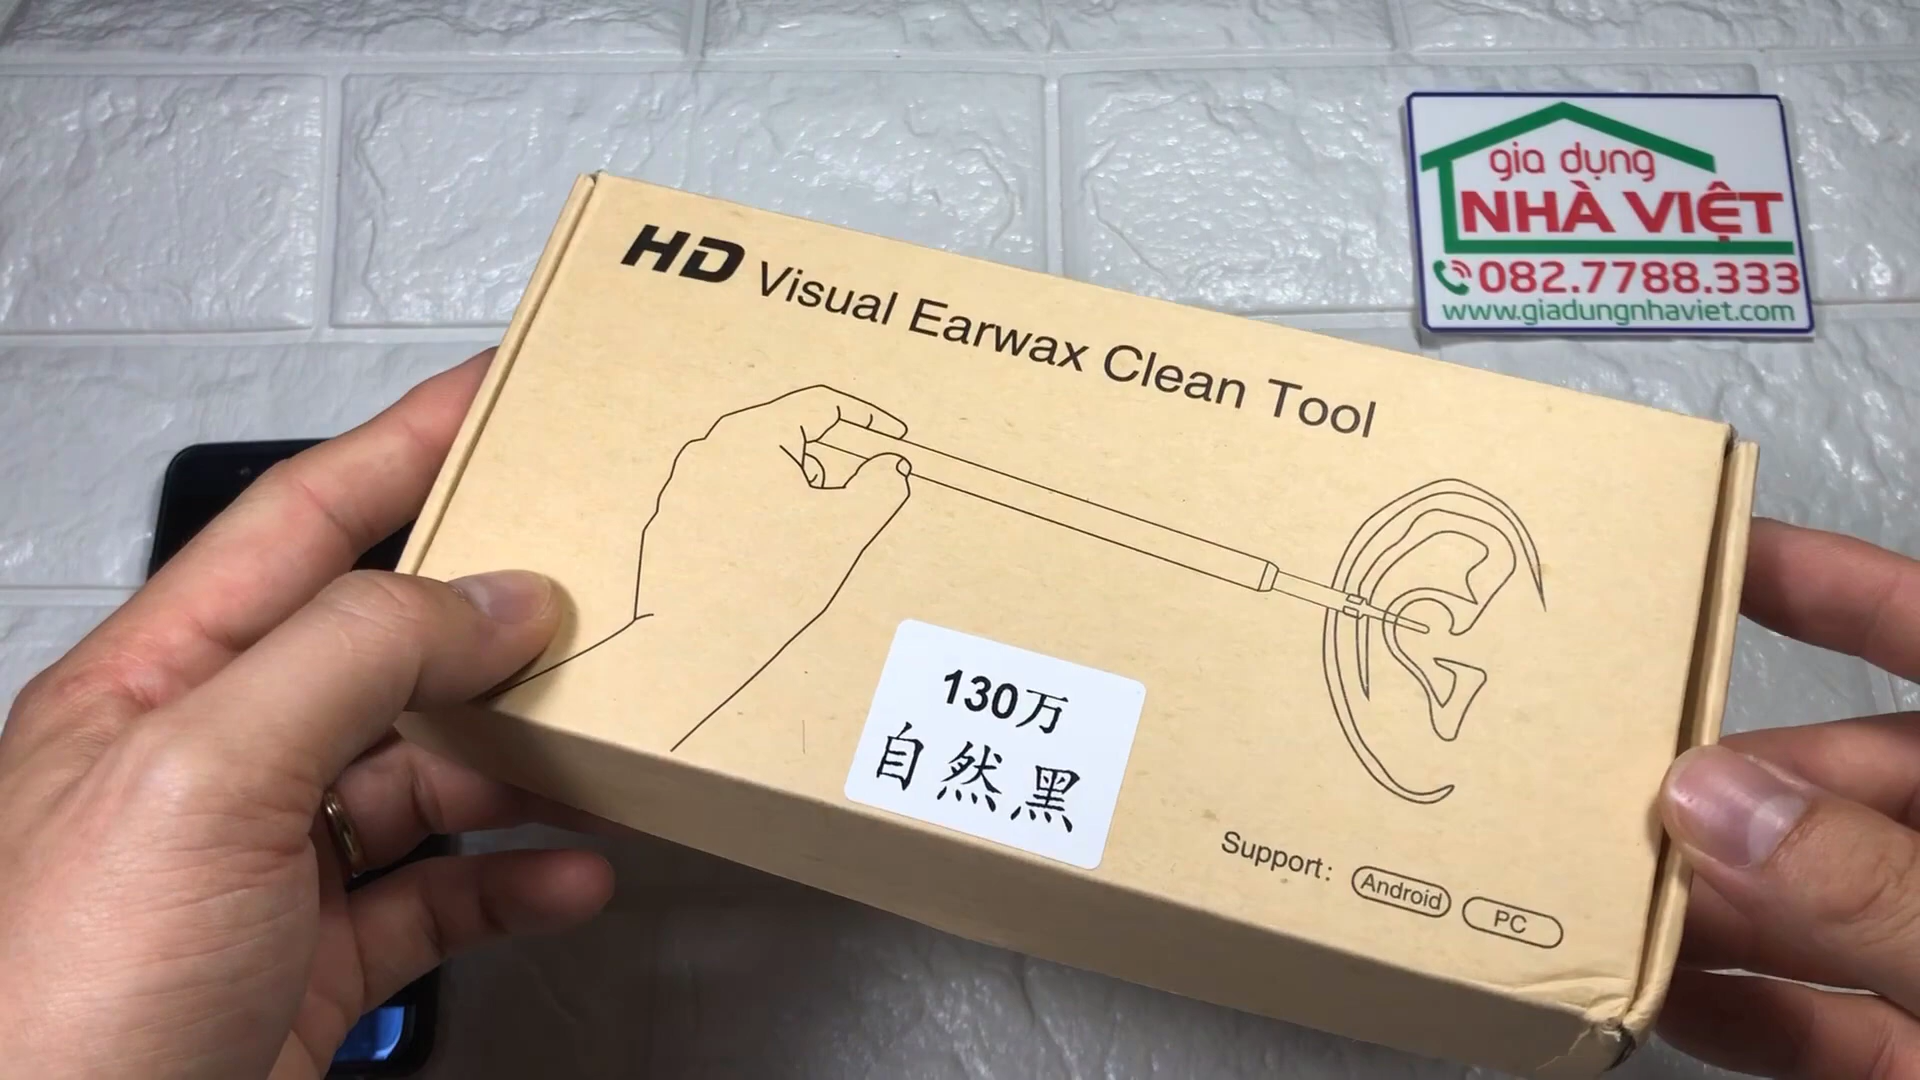 HD Visual Earwax Clean Tool
130万
自然黑
Support: Android PC
gia dụng
NHÀ VIỆT
082.7788.333
www.giadungnhaviet.com